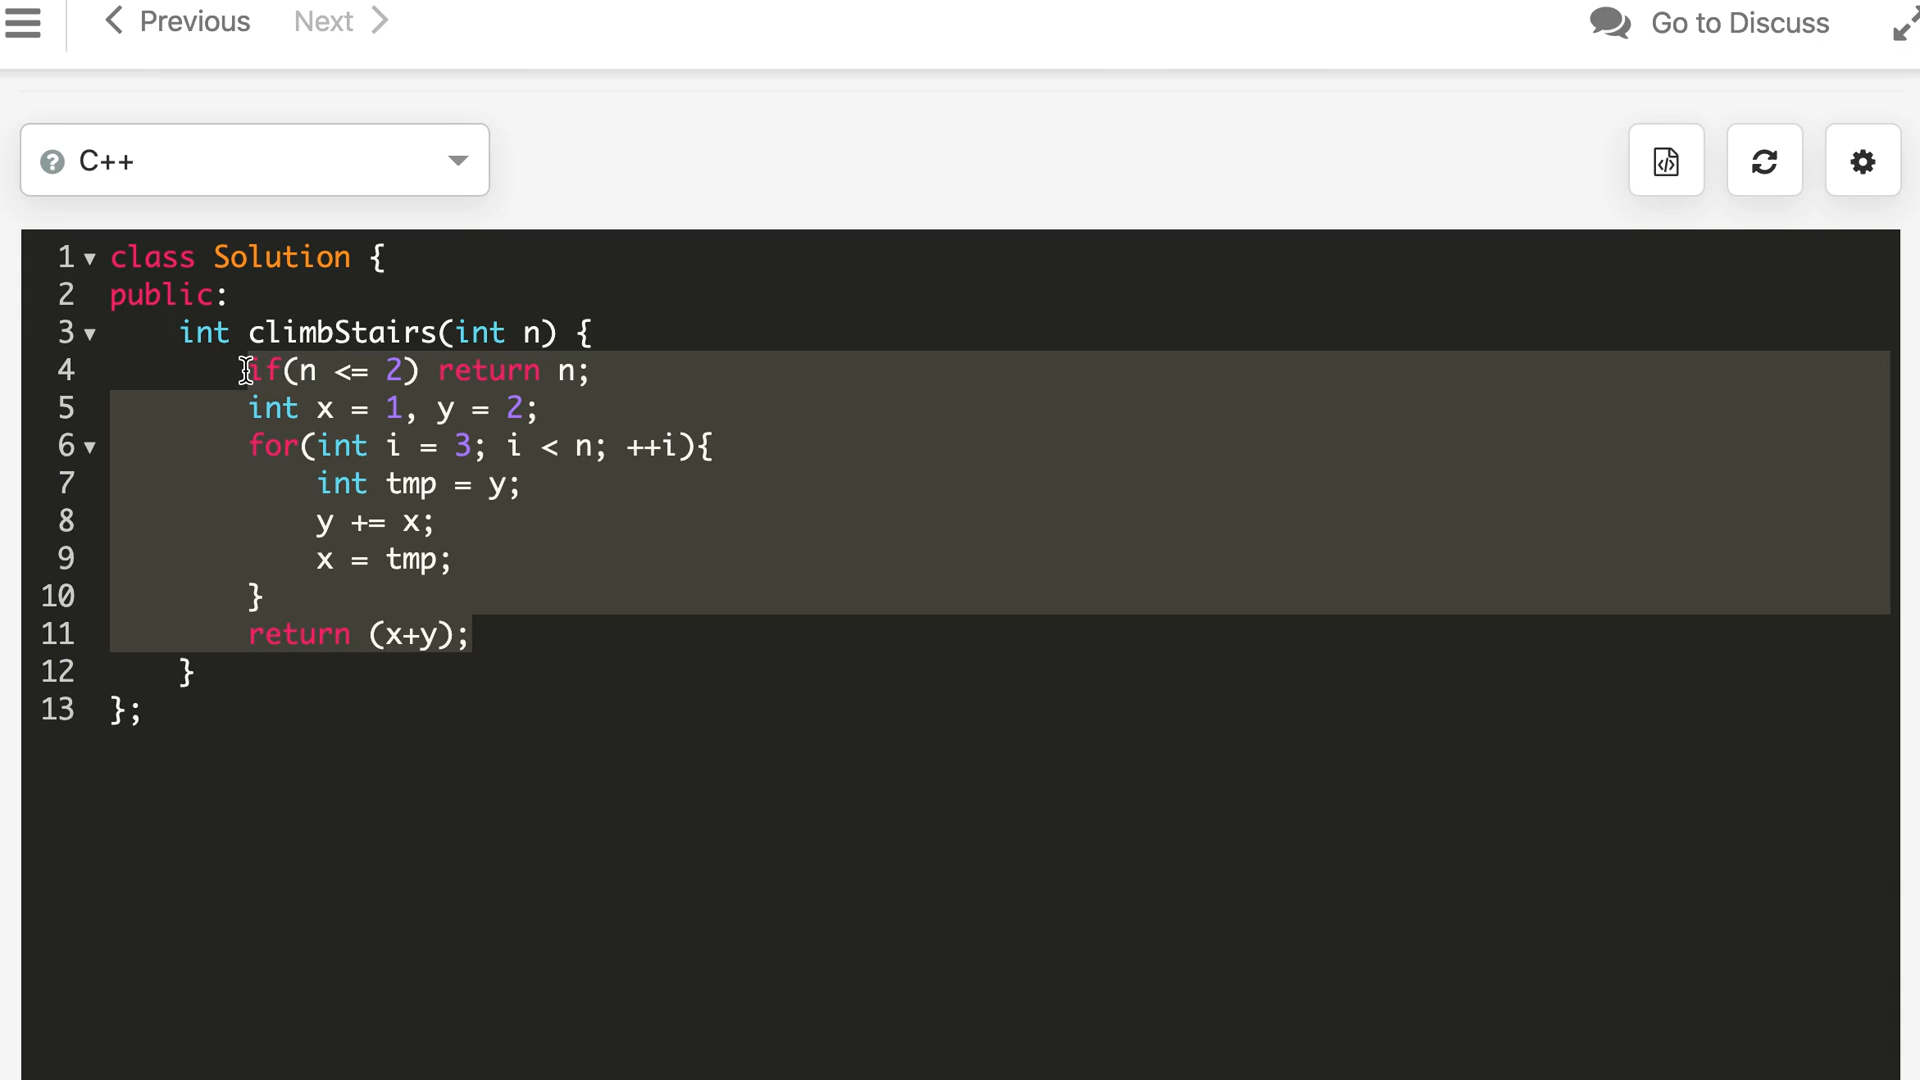 Previous Next Go to Discuss
C++
1 class Solution {
2 public:
3     int climbStairs(int n) {
4         if(n <= 2) return n;
5         int x = 1, y = 2;
6         for(int i = 3; i < n; ++i){
7             int tmp = y;
8             y += x;
9             x = tmp;
10         }
11         return (x+y);
12     }
13 };